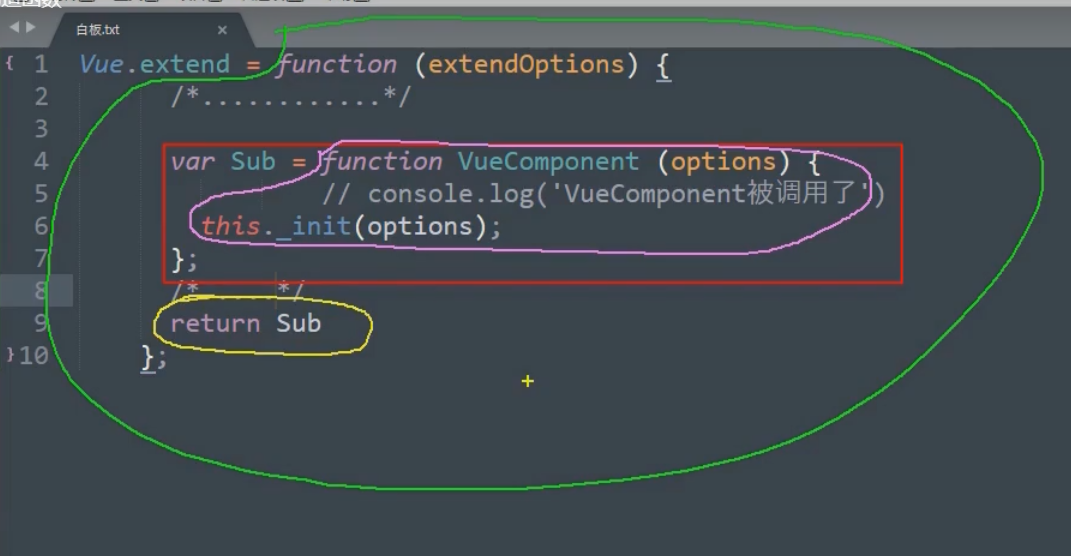 白板.txt ×
1 Vue.extend = function (extendOptions) {
2 /*............*/
3
4 var Sub = function VueComponent (options) {
5 // console.log('VueComponent被调用了')
6 this._init(options);
7 };
8 /* */
9 return Sub
10 };